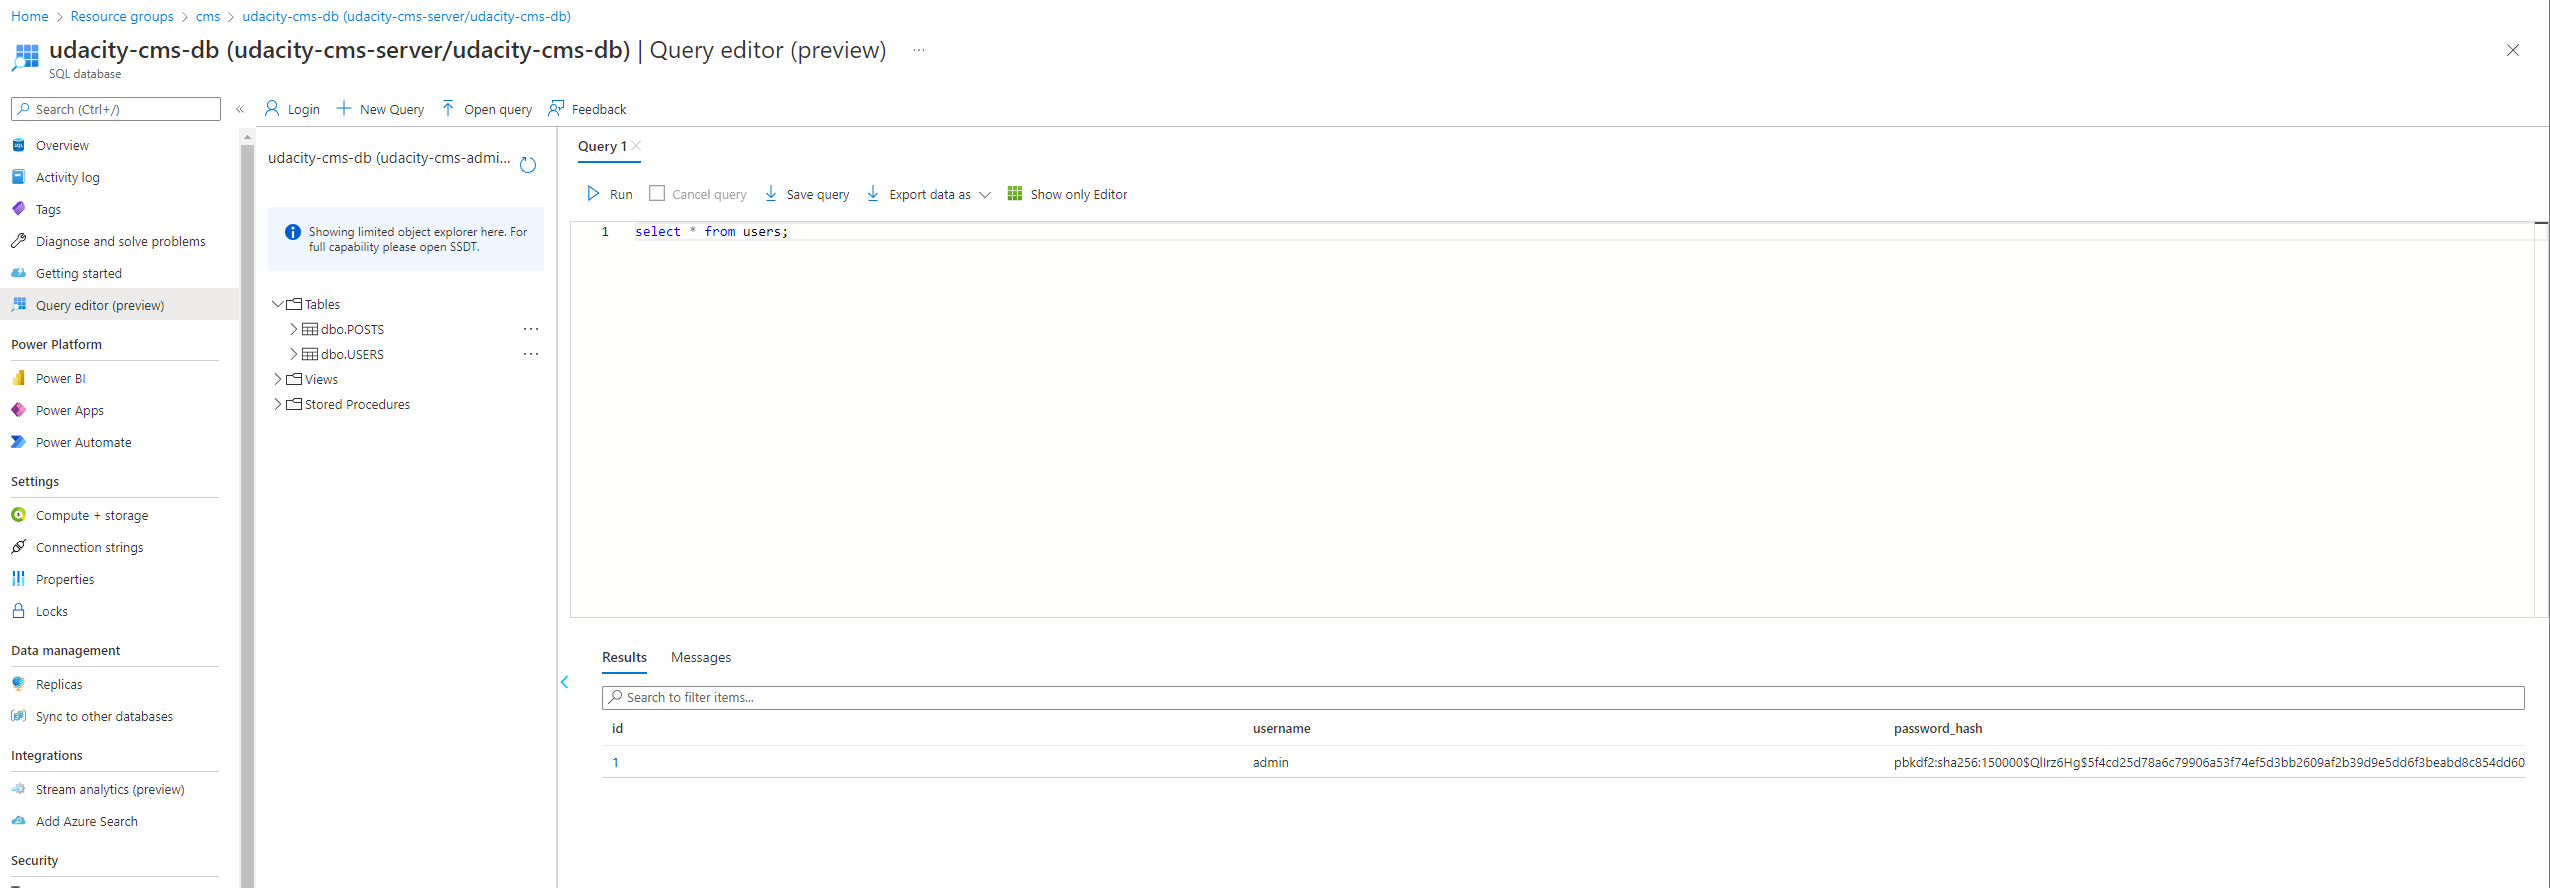 Home > Resource groups > cms > udacity-cms-db (udacity-cms-server/udacity-cms-db)
udacity-cms-db (udacity-cms-server/udacity-cms-db) | Query editor (preview) ...
SQL database
Search (Ctrl+/)
«
Overview
Activity log
Tags
Diagnose and solve problems
Getting started
Query editor (preview)
Power Platform
Power BI
Power Apps
Power Automate
Settings
Compute + storage
Connection strings
Properties
Locks
Data management
Replicas
Sync to other databases
Integrations
Stream analytics (preview)
Add Azure Search
Security
Login New Query Open query Feedback
udacity-cms-db (udacity-cms-admi...
Showing limited object explorer here. For
full capability please open SSDT.
Tables
dbo.POSTS ...
dbo.USERS ...
Views
Stored Procedures
Query 1
Run Cancel query Save query Export data as Show only Editor
1 select * from users;
Results Messages
Search to filter items...
id username password_hash
1 admin pbkdf2:sha256:150000$QlIrz6Hg$5f4cd25d78a6c79906a53f74ef5d3bb2609af2b39d9e5dd6f3beabd8c854dd60